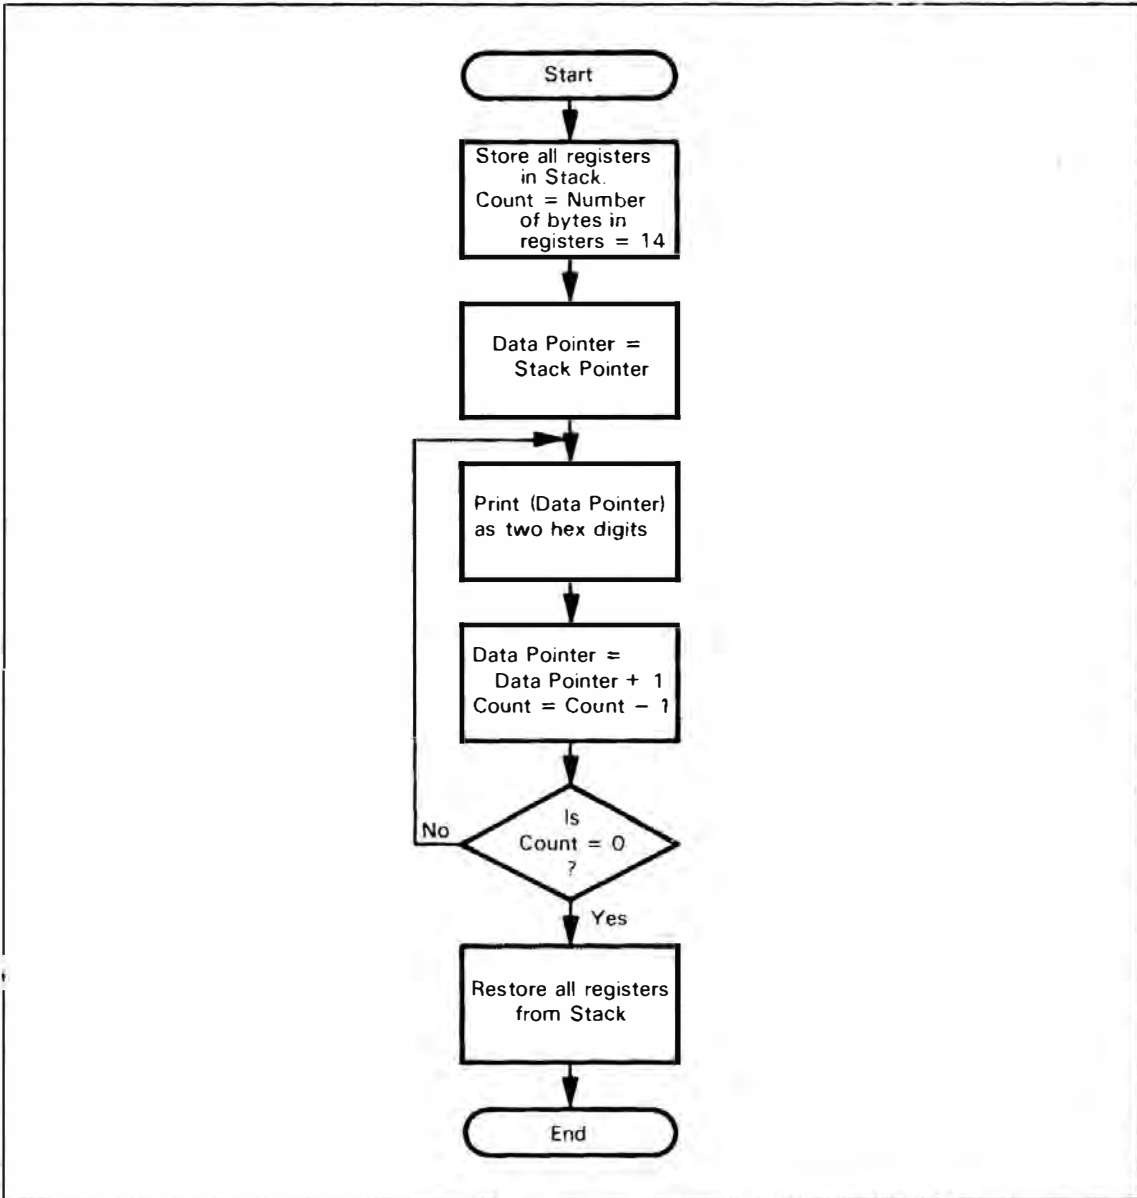 Start
Store all registers
in Stack.
Count = Number
of bytes in
registers = 14
Data Pointer =
Stack Pointer
Print (Data Pointer)
as two hex digits
Data Pointer =
Data Pointer + 1
Count = Count − 1
Is
Count = 0
?
No
Yes
Restore all registers
from Stack
End